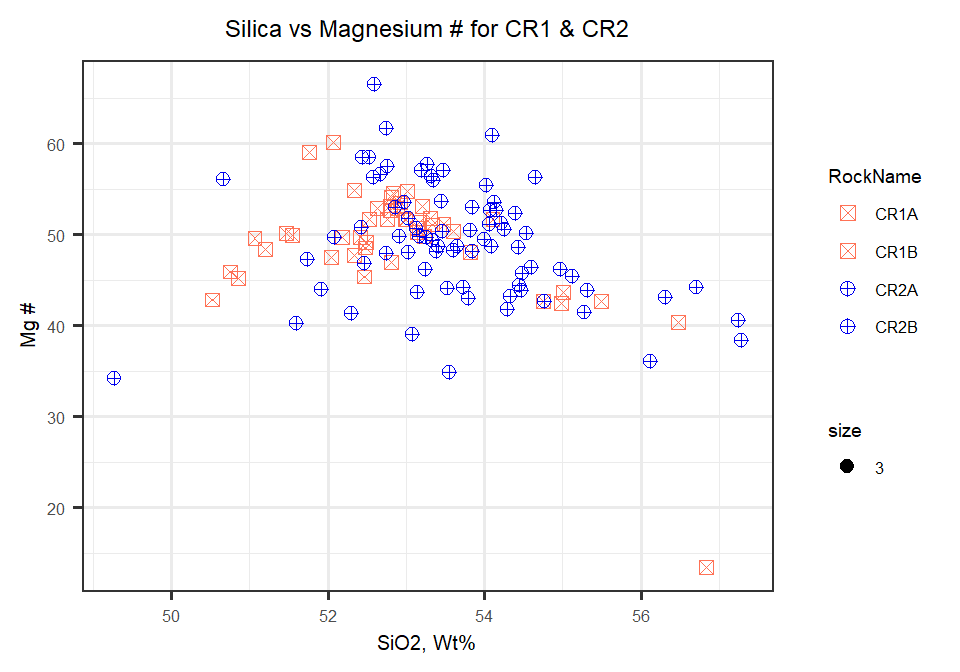 Silica vs Magnesium # for CR1 & CR2
Mg #
60
50
40
30
20
50 52 54 56
SiO2, Wt%
RockName
CR1A
CR1B
CR2A
CR2B
size
3